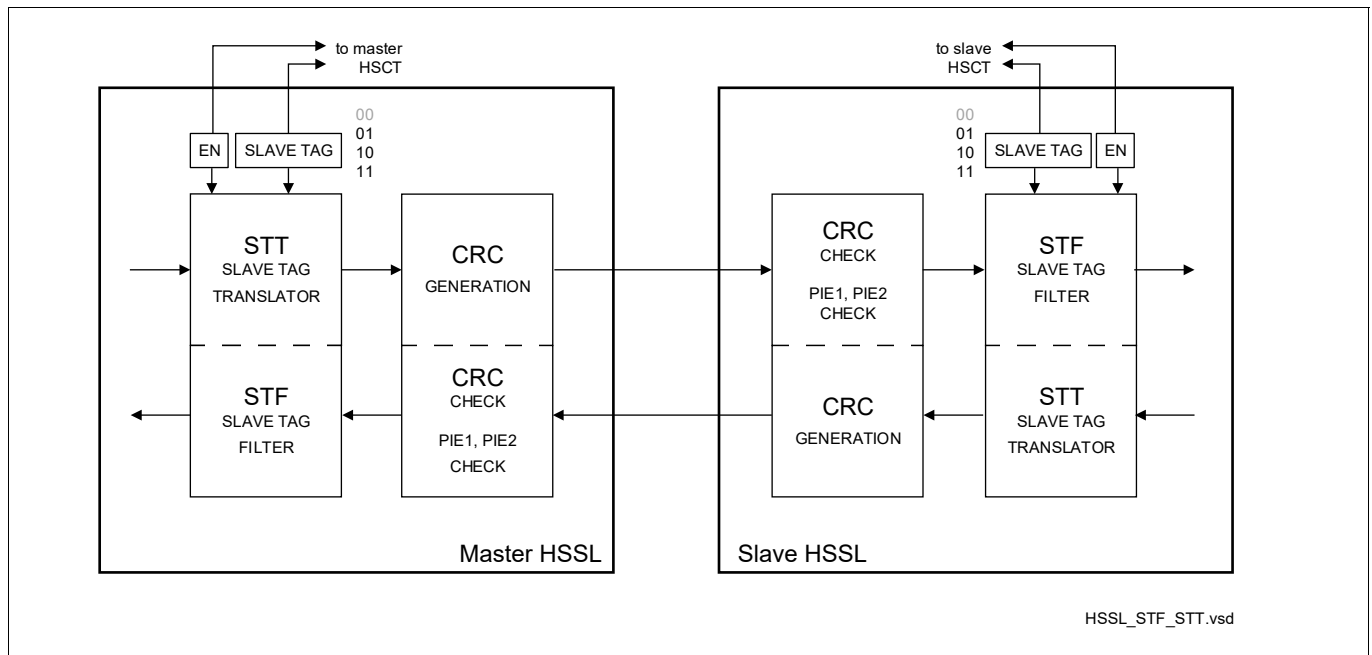 to master
HSCT
to slave
HSCT
00
01
10
11
EN
SLAVE TAG
00
01
10
11
SLAVE TAG
EN
STT
SLAVE TAG
TRANSLATOR
CRC
GENERATION
CRC
CHECK
PIE1, PIE2
CHECK
STF
SLAVE TAG
FILTER
STF
SLAVE TAG
FILTER
CRC
CHECK
PIE1, PIE2
CHECK
CRC
GENERATION
STT
SLAVE TAG
TRANSLATOR
Master HSSL
Slave HSSL
HSSL_STF_STT.vsd